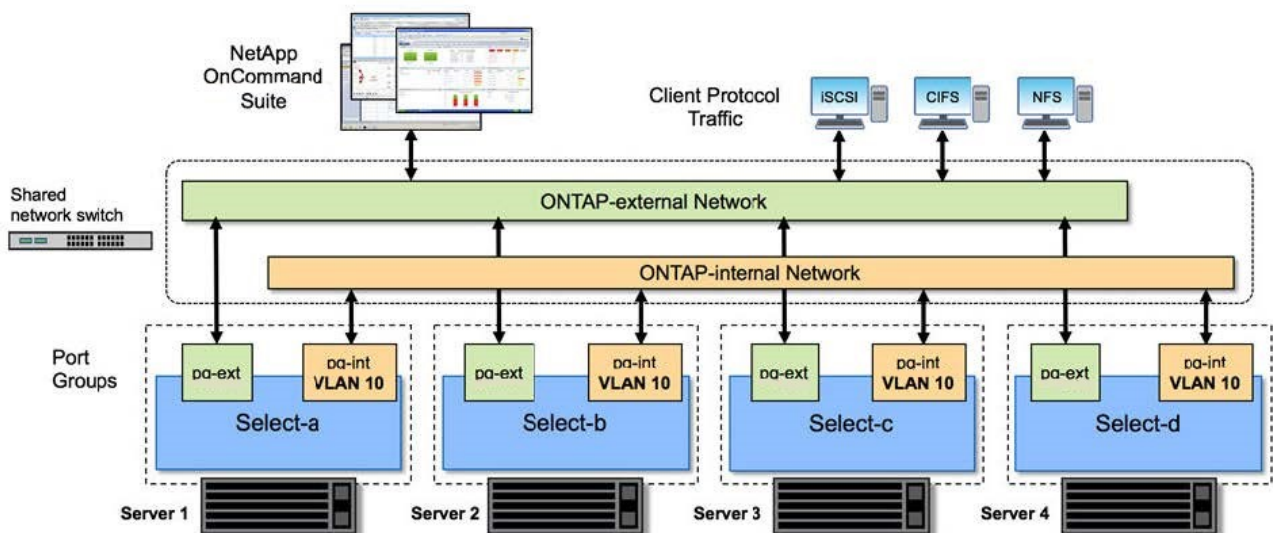 NetApp
OnCommand
Suite
Client Protocol
Traffic
iSCSI
CIFS
NFS
Shared
network switch
ONTAP-external Network
ONTAP-internal Network
Port
Groups
pg-ext
pg-int
VLAN 10
Select-a
pg-ext
pg-int
VLAN 10
Select-b
pg-ext
pg-int
VLAN 10
Select-c
pg-ext
pg-int
VLAN 10
Select-d
Server 1
Server 2
Server 3
Server 4